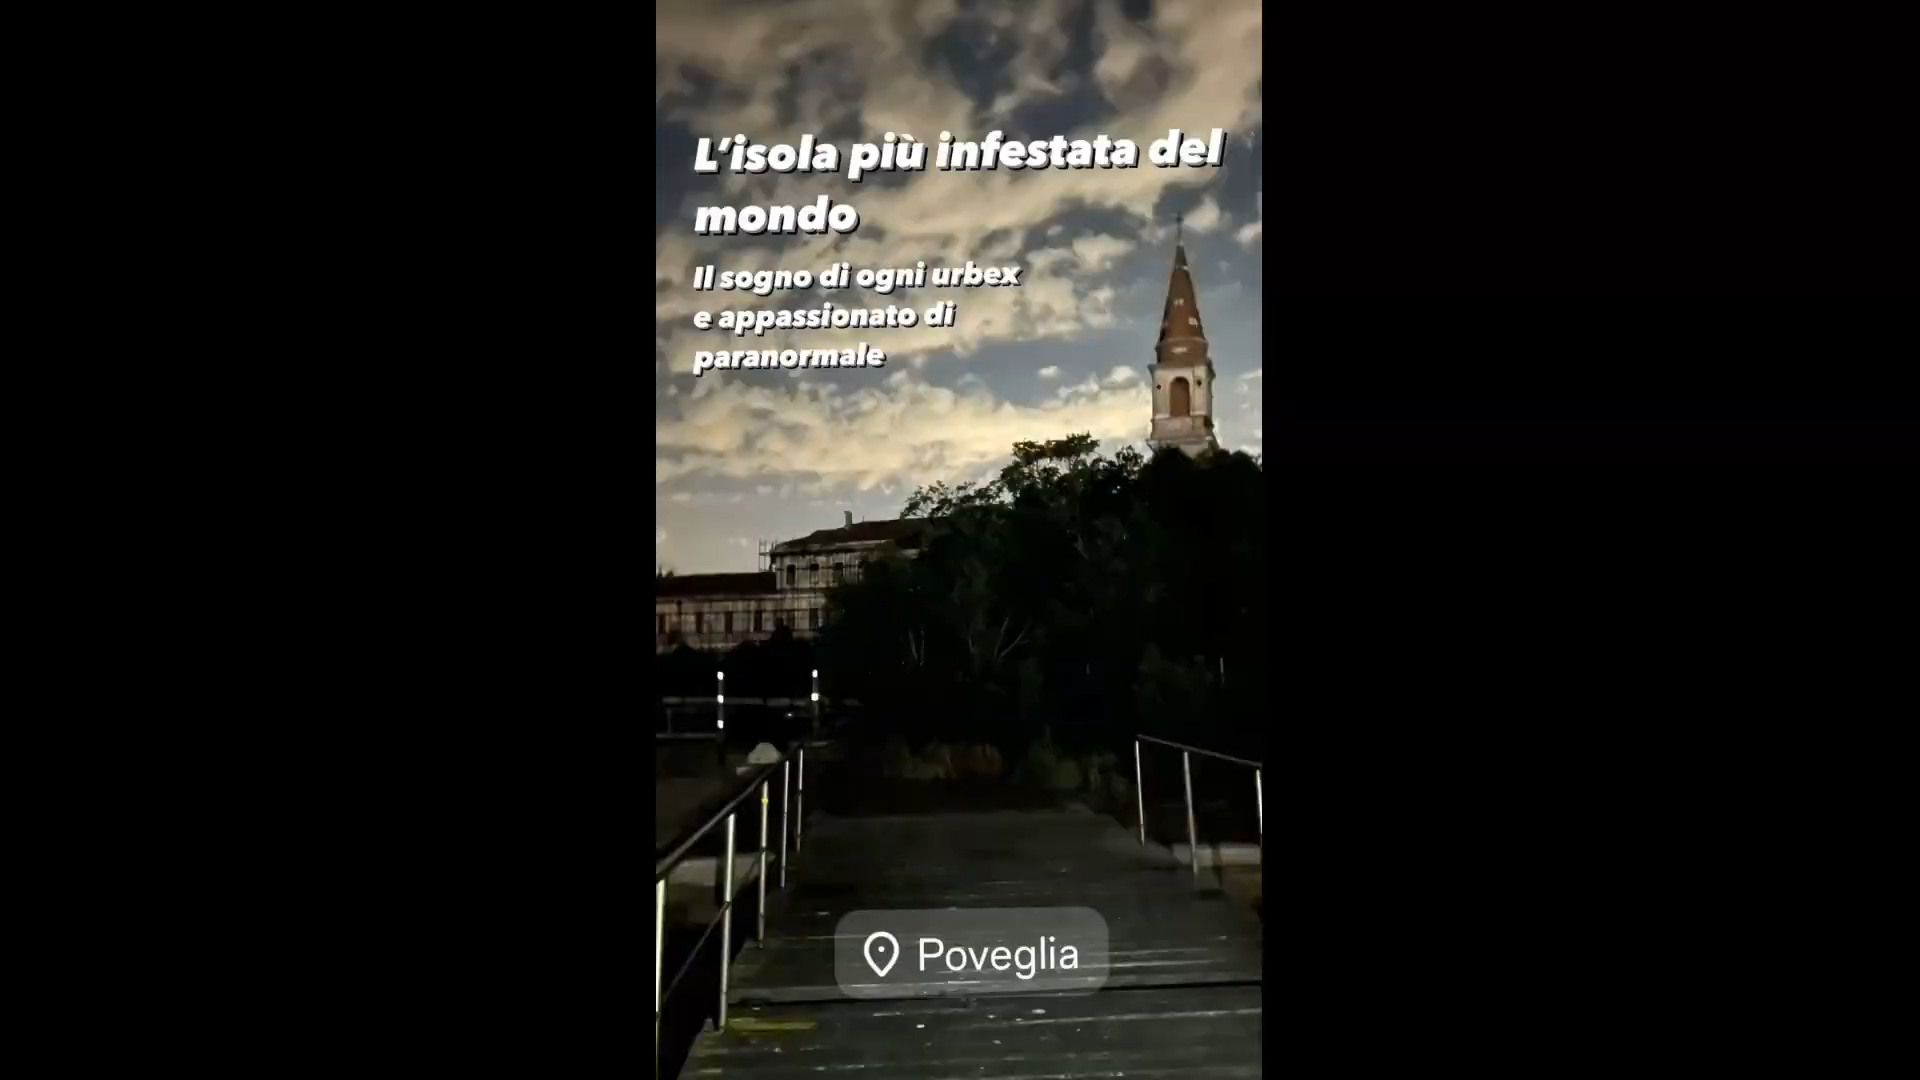 L'isola più infestata del
mondo
Il sogno di ogni urbex
e appassionato di
paranormale
Poveglia